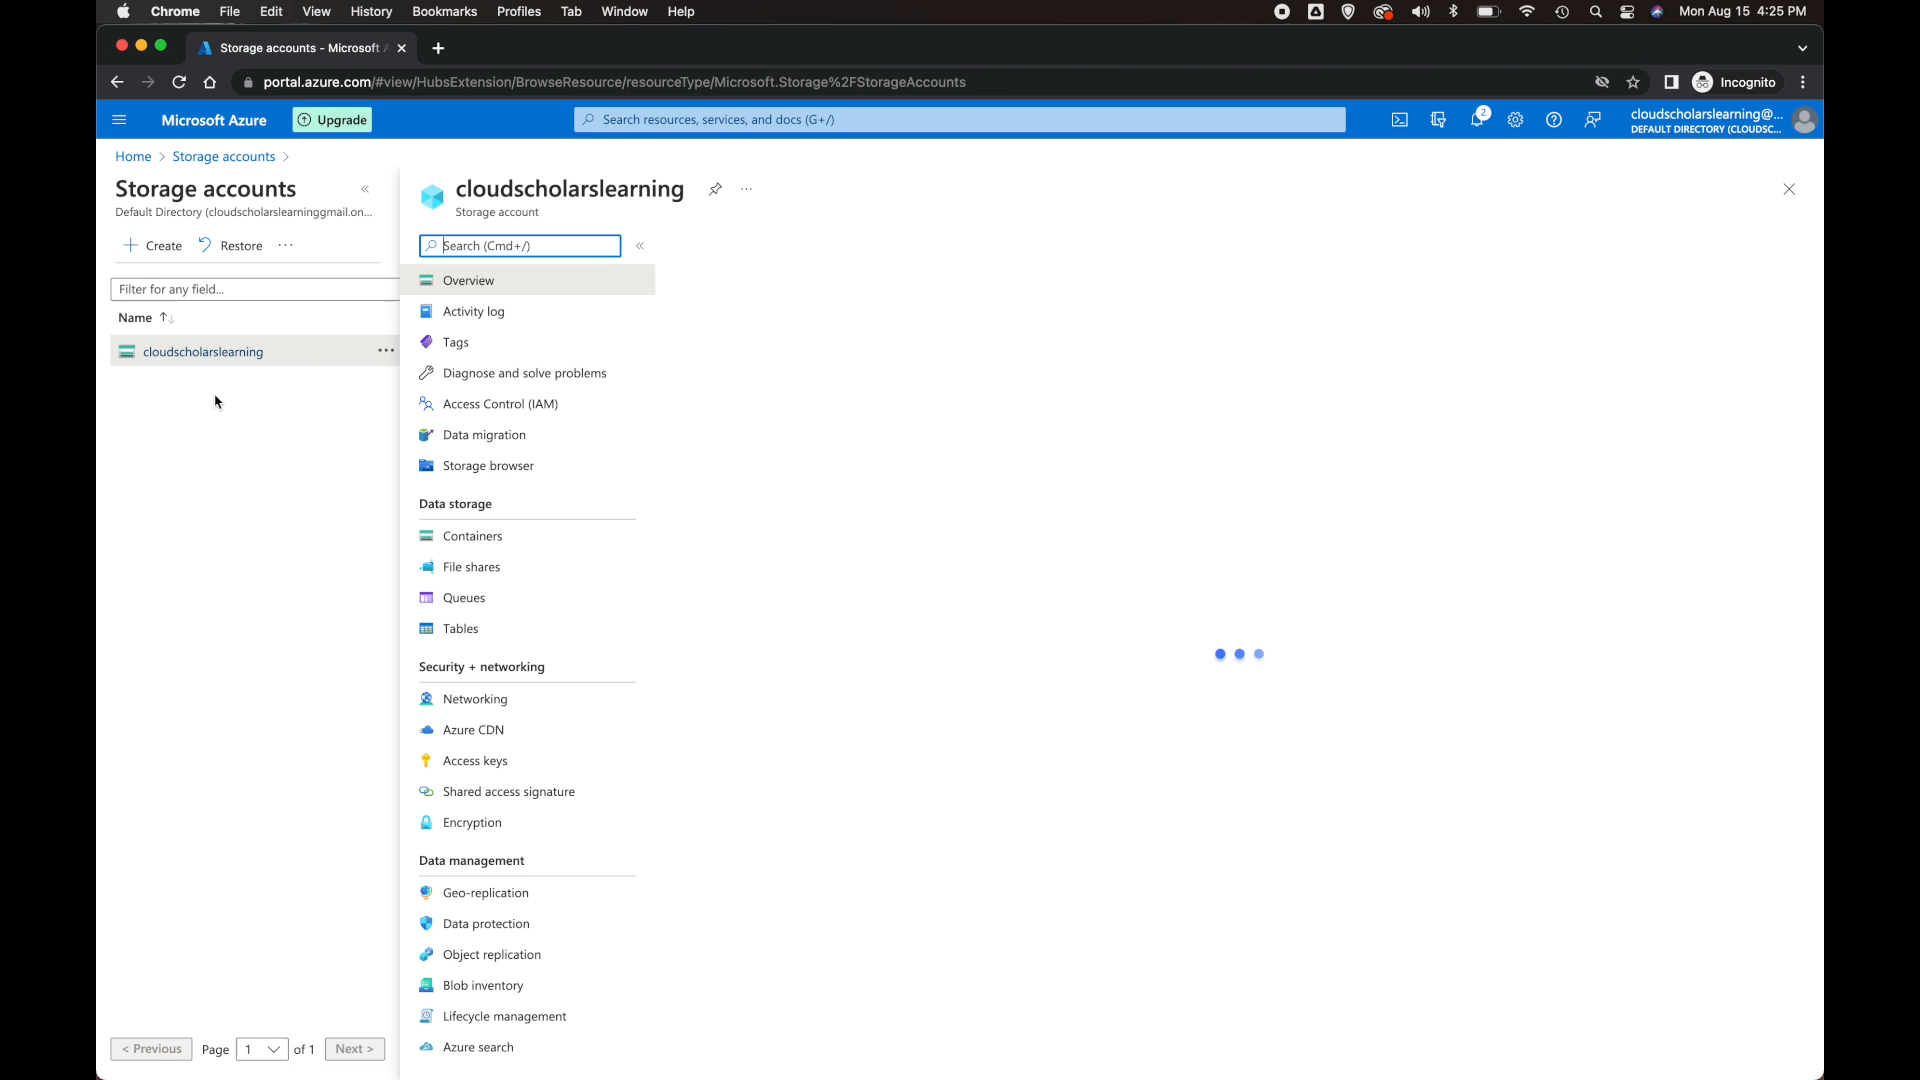 Chrome File Edit View History Bookmarks Profiles Tab Window Help Mon Aug 15 4:25 PM
Storage accounts - Microsoft A
portal.azure.com/#view/HubsExtension/BrowseResource/resourceType/Microsoft.Storage%2FStorageAccounts Incognito
Microsoft Azure Upgrade Search resources, services, and docs (G+/) 2 cloudscholarslearning@...
DEFAULT DIRECTORY (CLOUDSC...
Home > Storage accounts >
Storage accounts «
Default Directory (cloudscholarslearninggmail.on...
+ Create Restore ...
Filter for any field...
Name ↑↓
cloudscholarslearning ...
< Previous Page 1 of 1 Next >
cloudscholarslearning ...
Storage account
Search (Cmd+/) «
Overview
Activity log
Tags
Diagnose and solve problems
Access Control (IAM)
Data migration
Storage browser
Data storage
Containers
File shares
Queues
Tables
Security + networking
Networking
Azure CDN
Access keys
Shared access signature
Encryption
Data management
Geo-replication
Data protection
Object replication
Blob inventory
Lifecycle management
Azure search